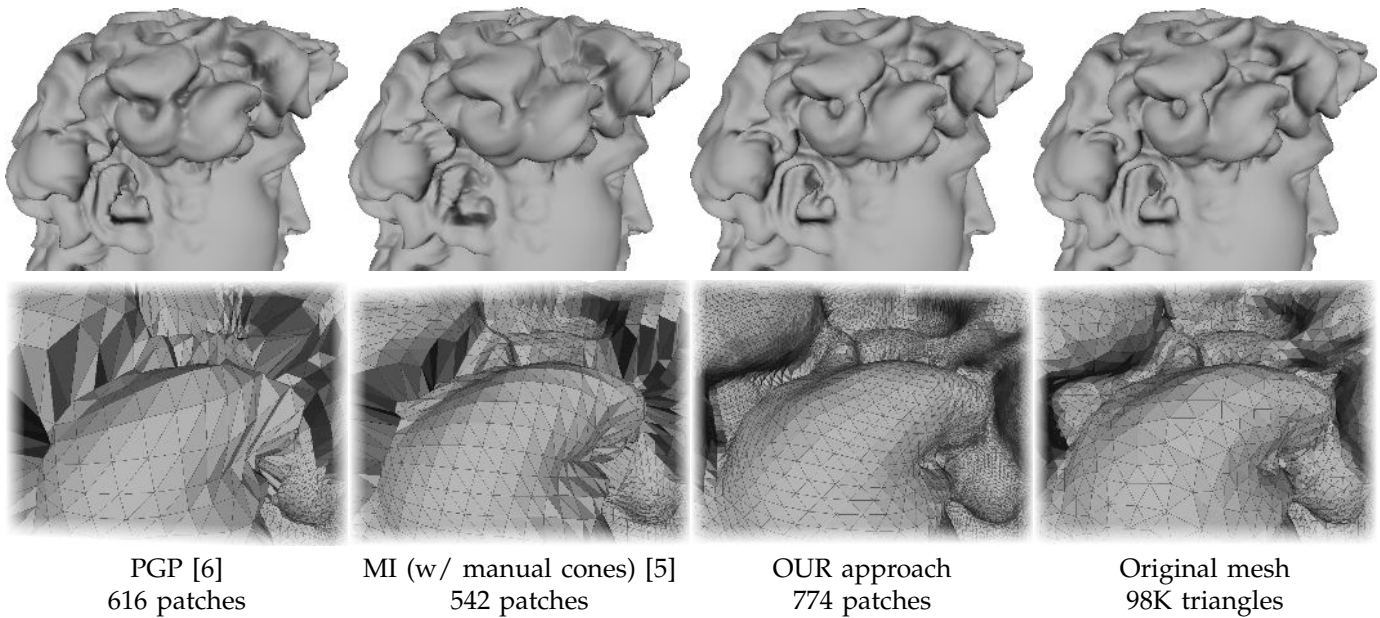 PGP [6]
616 patches
MI (w/ manual cones) [5]
542 patches
OUR approach
774 patches
Original mesh
98K triangles